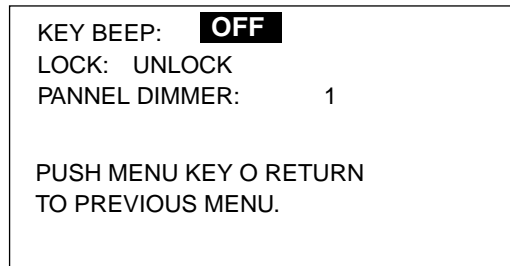 KEY BEEP: OFF
LOCK: UNLOCK
PANNEL DIMMER: 1
PUSH MENU KEY O RETURN
TO PREVIOUS MENU.